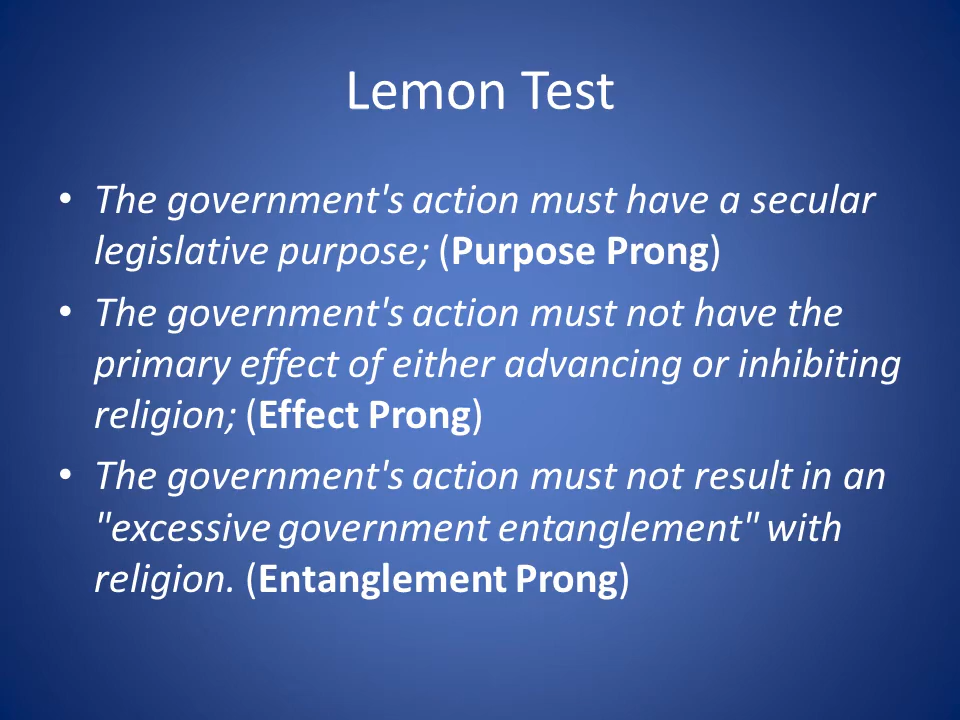 Lemon Test
• The government's action must have a secular
legislative purpose; (Purpose Prong)
• The government's action must not have the
primary effect of either advancing or inhibiting
religion; (Effect Prong)
• The government's action must not result in an
"excessive government entanglement" with
religion. (Entanglement Prong)